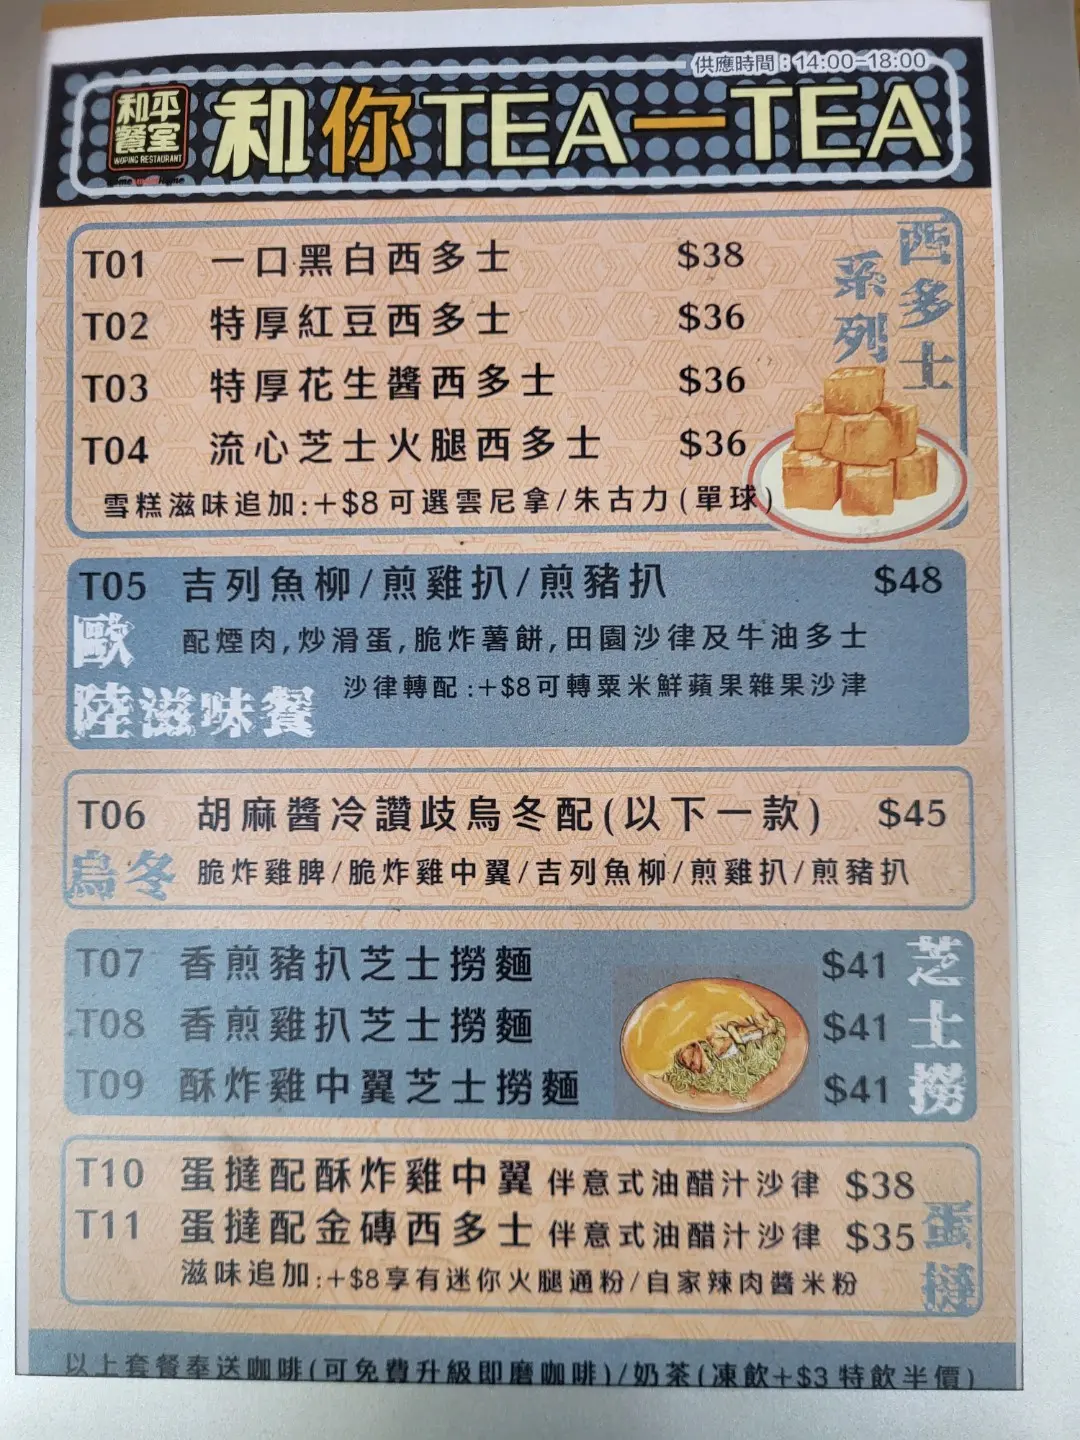 供應時間：14:00-18:00
和平
餐室
WOPING RESTAURANT
和你TEA一TEA
西多士
系列
T01 一口黑白西多士 $38
T02 特厚紅豆西多士 $36
T03 特厚花生醬西多士 $36
T04 流心芝士火腿西多士 $36
雪糕滋味追加:+$8可選雲尼拿/朱古力(單球)
T05 吉列魚柳/煎雞扒/煎豬扒 $48
歐
陸滋味餐
配煙肉,炒滑蛋,脆炸薯餅,田園沙律及牛油多士
沙律轉配:+$8可轉粟米鮮蘋果雜果沙津
T06 胡麻醬冷讚歧烏冬配(以下一款) $45
烏冬
脆炸雞脾/脆炸雞中翼/吉列魚柳/煎雞扒/煎豬扒
T07 香煎豬扒芝士撈麵 $41
T08 香煎雞扒芝士撈麵 $41
T09 酥炸雞中翼芝士撈麵 $41
芝士撈
T10 蛋撻配酥炸雞中翼 伴意式油醋汁沙律 $38
T11 蛋撻配金磚西多士 伴意式油醋汁沙律 $35
蛋撻
滋味追加:+$8享有迷你火腿通粉/自家辣肉醬米粉
以上套餐奉送咖啡(可免費升級即磨咖啡)/奶茶(凍飲+$3 特飲半價)